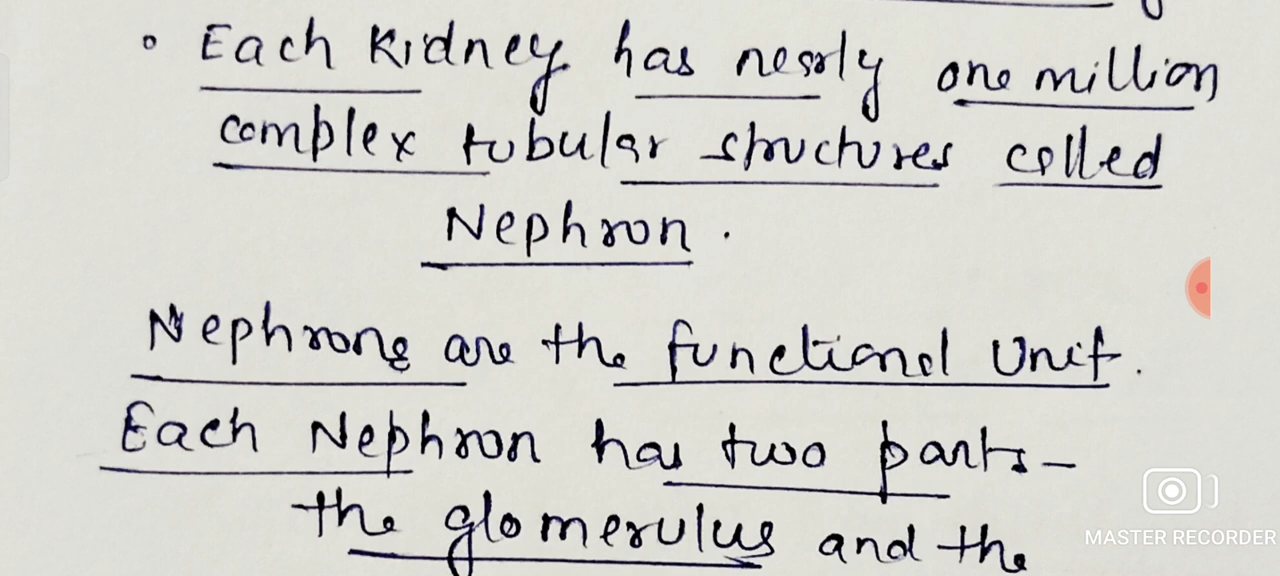 • Each Kidney has nearly one million
complex tubular structures called
Nephron.
Nephrons are the functional Unit.
Each Nephron has two parts-
the glomerulus and the
MASTER RECORDER